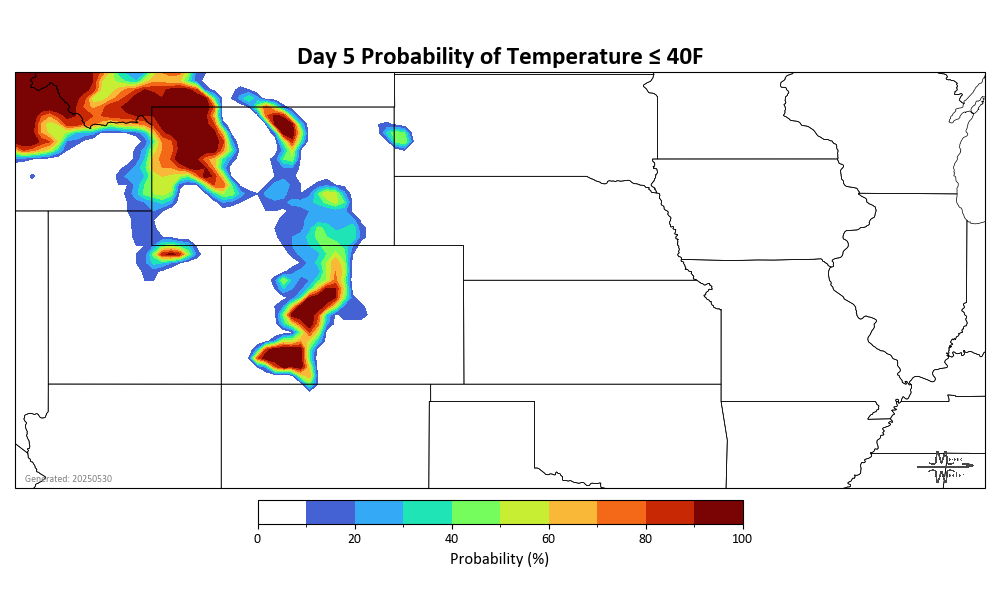 Day 5 Probability of Temperature ≤ 40F
Generated: 20250530
0 20 40 60 80 100
Probability (%)